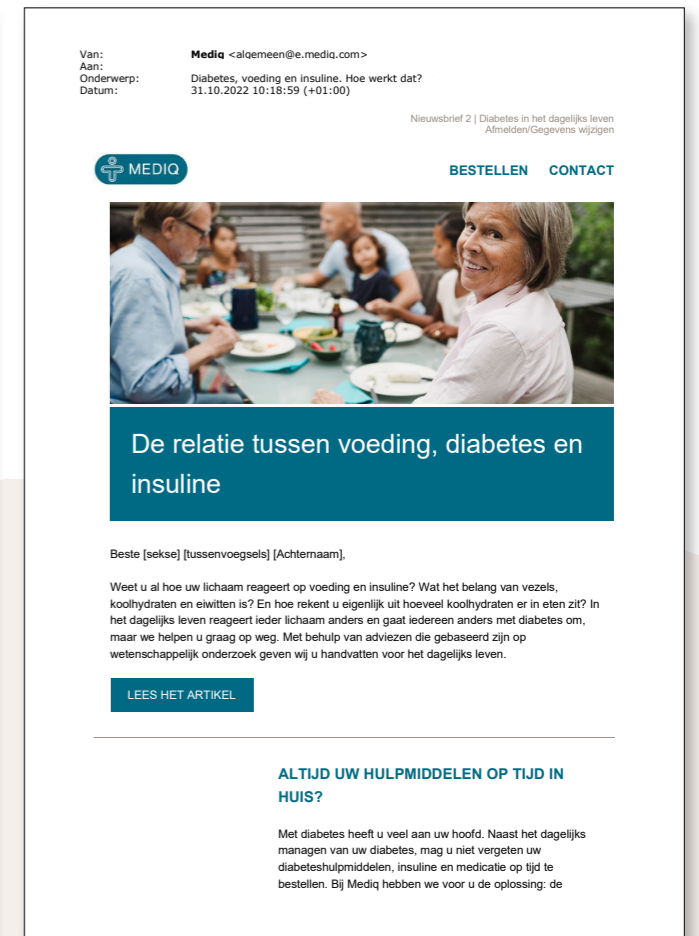 Van: Mediq <algemeen@e.mediq.com>
Aan:
Onderwerp: Diabetes, voeding en insuline. Hoe werkt dat?
Datum: 31.10.2022 10:18:59 (+01:00)
Nieuwsbrief 2 | Diabetes in het dagelijks leven
Afmelden/Gegevens wijzigen
MEDIQ
BESTELLEN CONTACT
De relatie tussen voeding, diabetes en
insuline
Beste [sekse] [tussenvoegsels] [Achternaam],
Weet u al hoe uw lichaam reageert op voeding en insuline? Wat het belang van vezels,
koolhydraten en eiwitten is? En hoe rekent u eigenlijk uit hoeveel koolhydraten er in eten zit? In
het dagelijks leven reageert ieder lichaam anders en gaat iedereen anders met diabetes om,
maar we helpen u graag op weg. Met behulp van adviezen die gebaseerd zijn op
wetenschappelijk onderzoek geven wij u handvatten voor het dagelijks leven.
LEES HET ARTIKEL
ALTIJD UW HULPMIDDELEN OP TIJD IN
HUIS?
Met diabetes heeft u veel aan uw hoofd. Naast het dagelijks
managen van uw diabetes, mag u niet vergeten uw
diabeteshulpmiddelen, insuline en medicatie op tijd te
bestellen. Bij Mediq hebben we voor u de oplossing: de